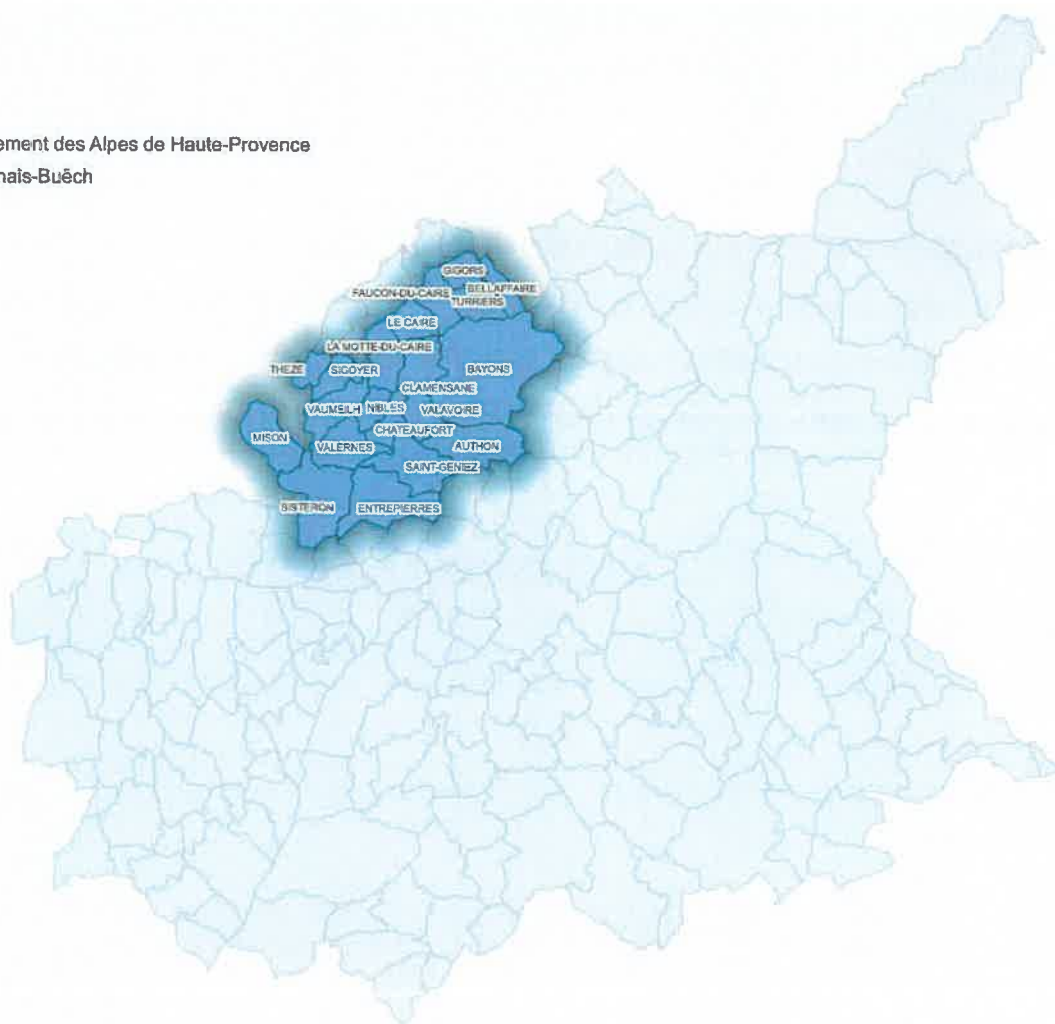 ement des Alpes de Haute-Provence
nais-Buëch
GIGORS
BELLAFFAIRE
FAUCON-DU-CAIRE
TURRIERS
LE CAIRE
LA MOTTE-DU-CAIRE
THEZE
SIGOYER
BAYONS
CLAMENSANE
VAUMEILH
NIBLES
VALAVOIRE
CHATEAUFORT
MISON
VALERNES
AUTHON
SAINT-GENIEZ
SISTERON
ENTREPIERRES